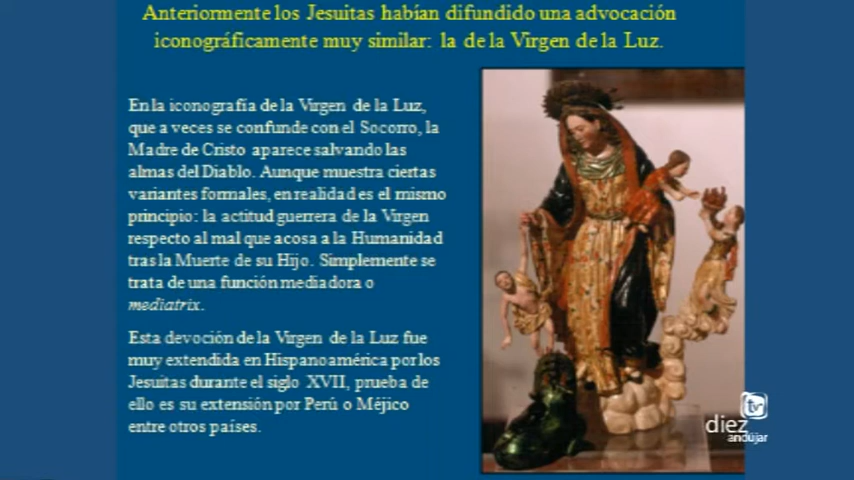 Anteriormente los Jesuitas habían difundido una advocación
iconográficamente muy similar: la de la Virgen de la Luz.
En la iconografía de la Virgen de la Luz,
que a veces se confunde con el Socorro, la
Madre de Cristo aparece salvando las
almas del Diablo. Aunque muestra ciertas
variantes formales, en realidad es el mismo
principio: la actitud guerrera de la Virgen
respecto al mal que acosa a la Humanidad
tras la Muerte de su Hijo. Simplemente se
trata de una función mediadora o
mediatrix.
Esta devoción de la Virgen de la Luz fue
muy extendida en Hispanoamérica por los
Jesuitas durante el siglo XVII, prueba de
ello es su extensión por Perú o Méjico
entre otros países.
tv
diez
andújar